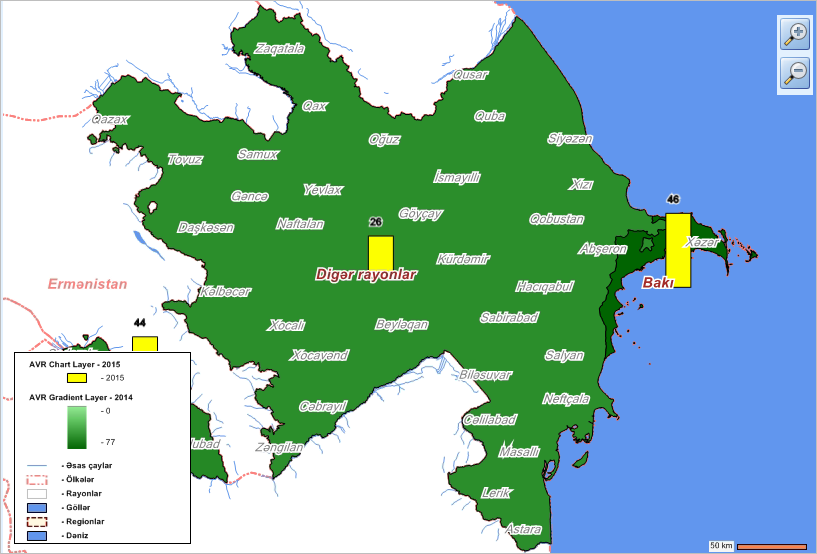 Zaqatala
Qusar
Qax
Quba
Qazax
Oğuz
Siyəzən
Samux
Tovuz
İsmayıllı
Xızı
Yevlax
Gəncə
46
Göyçay
Qobustan
26
Naftalan
Daşkəsən
Xəzər
Abşeron
Kürdəmir
Digər rayonlar
Bakı
Ermənistan
Hacıqabul
Kəlbəcər
Sabirabad
44
Xocalı
Beyləqan
Xocavənd
Salyan
Biləsuvar
Neftçala
Cəbrayıl
Cəlilabad
lubad
Zəngilan
Masallı
Lerik
Astara
AVR Chart Layer - 2015
- 2015
AVR Gradient Layer - 2014
- 0
- 77
- Əsas çaylar
- Ölkələr
- Rayonlar
- Göllər
- Regionlar
- Dəniz
50 km